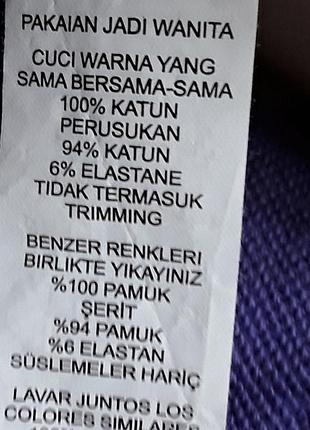 PAKAIAN JADI WANITA
CUCI WARNA YANG
SAMA BERSAMA-SAMA
100% KATUN
PERUSUKAN
94% KATUN
6% ELASTANE
TIDAK TERMASUK
TRIMMING
BENZER RENKLERI
BIRLIKTE YIKAYINIZ
%100 PAMUK
ŞERİT
%94 PAMUK
%6 ELASTAN
SÜSLEMELER HARİÇ
LAVAR JUNTOS LOS
COLORES SIMILARES